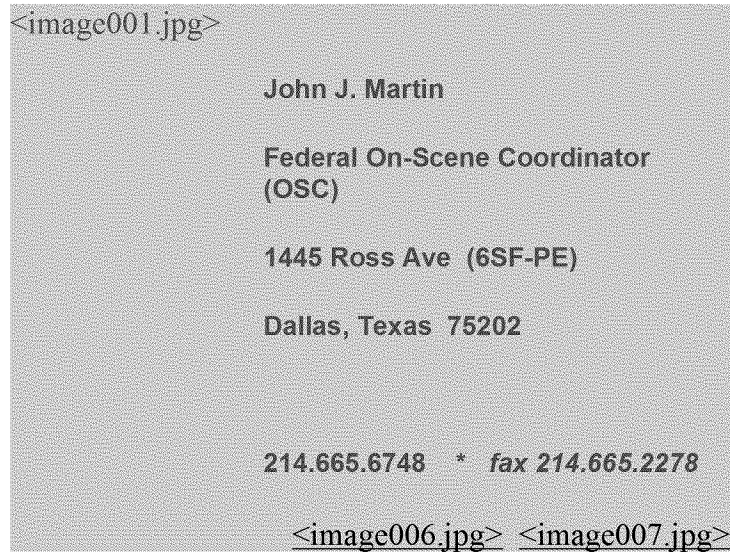 <image001.jpg>
John J. Martin
Federal On-Scene Coordinator
(OSC)
1445 Ross Ave  (6SF-PE)
Dallas, Texas  75202
214.665.6748   *   fax 214.665.2278
<image006.jpg>  <image007.jpg>